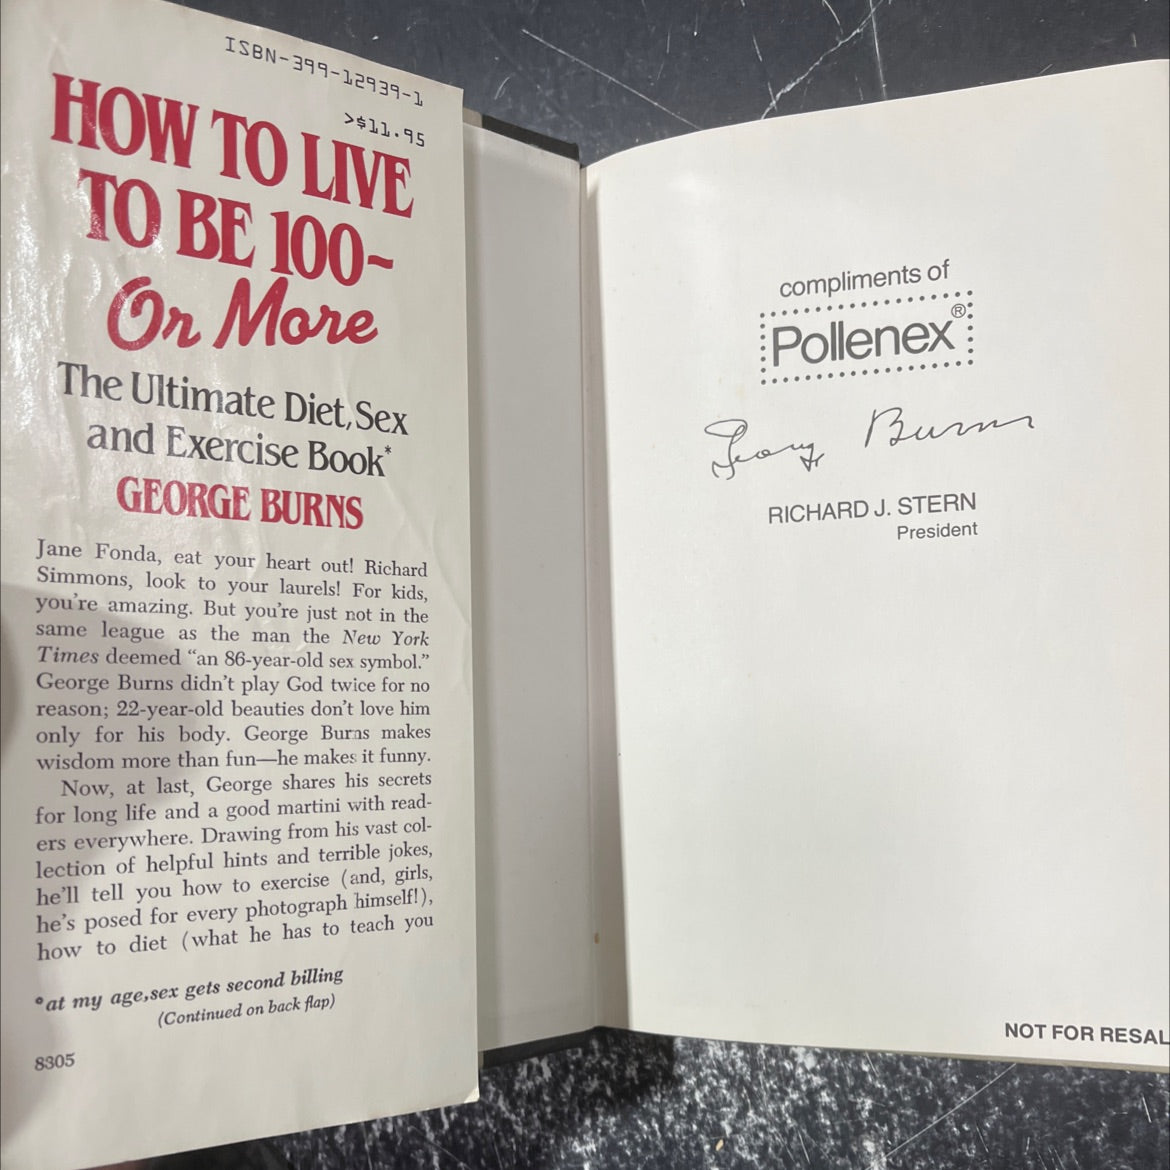 ISBN-399-12939-1
>$11.95
HOW TO LIVE
TO BE 100~
Or More
The Ultimate Diet, Sex
and Exercise Book*
GEORGE BURNS
Jane Fonda, eat your heart out! Richard
Simmons, look to your laurels! For kids,
you're amazing. But you're just not in the
same league as the man the New York
Times deemed “an 86-year-old sex symbol.”
George Burns didn't play God twice for no
reason; 22-year-old beauties don't love him
only for his body. George Burns makes
wisdom more than fun—he makes it funny.
Now, at last, George shares his secrets
for long life and a good martini with read-
ers everywhere. Drawing from his vast col-
lection of helpful hints and terrible jokes,
he'll tell you how to exercise (and, girls,
he's posed for every photograph himself!),
how to diet (what he has to teach you
*at my age, sex gets second billing
(Continued on back flap)
8305
compliments of
Pollenex®
George Burns
RICHARD J. STERN
President
NOT FOR RESAL